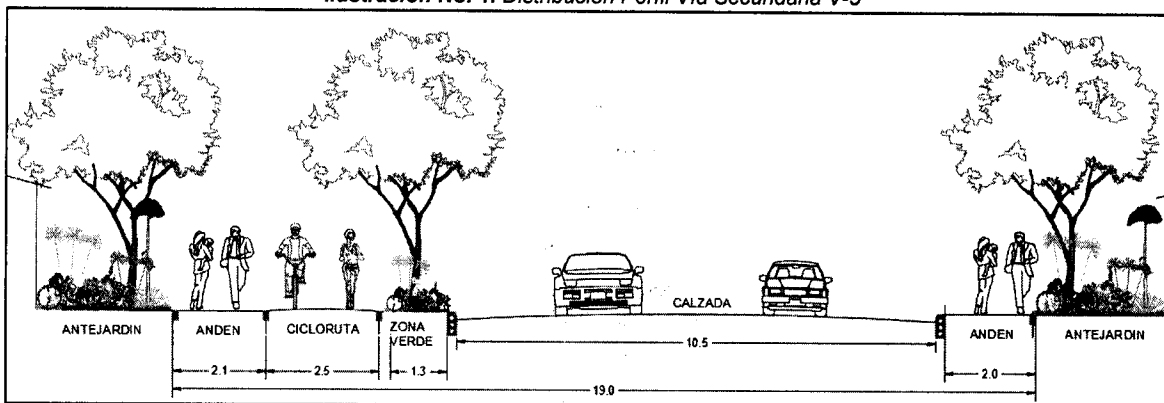 Ilustración No. 1. Distribución Perfil Vía Secundaria V-5
ANTEJARDIN
ANDEN
CICLORUTA
ZONA
VERDE
CALZADA
ANDEN
ANTEJARDIN
10.5
2.1
2.5
1.3
2.0
19.0